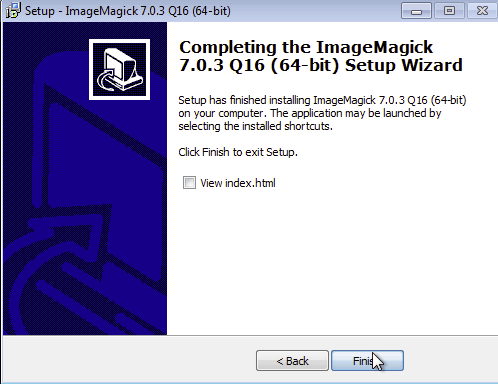 Setup - ImageMagick 7.0.3 Q16 (64-bit)
Completing the ImageMagick
7.0.3 Q16 (64-bit) Setup Wizard
Setup has finished installing ImageMagick 7.0.3 Q16 (64-bit)
on your computer. The application may be launched by
selecting the installed shortcuts.
Click Finish to exit Setup.
View index.html
< Back
Finish